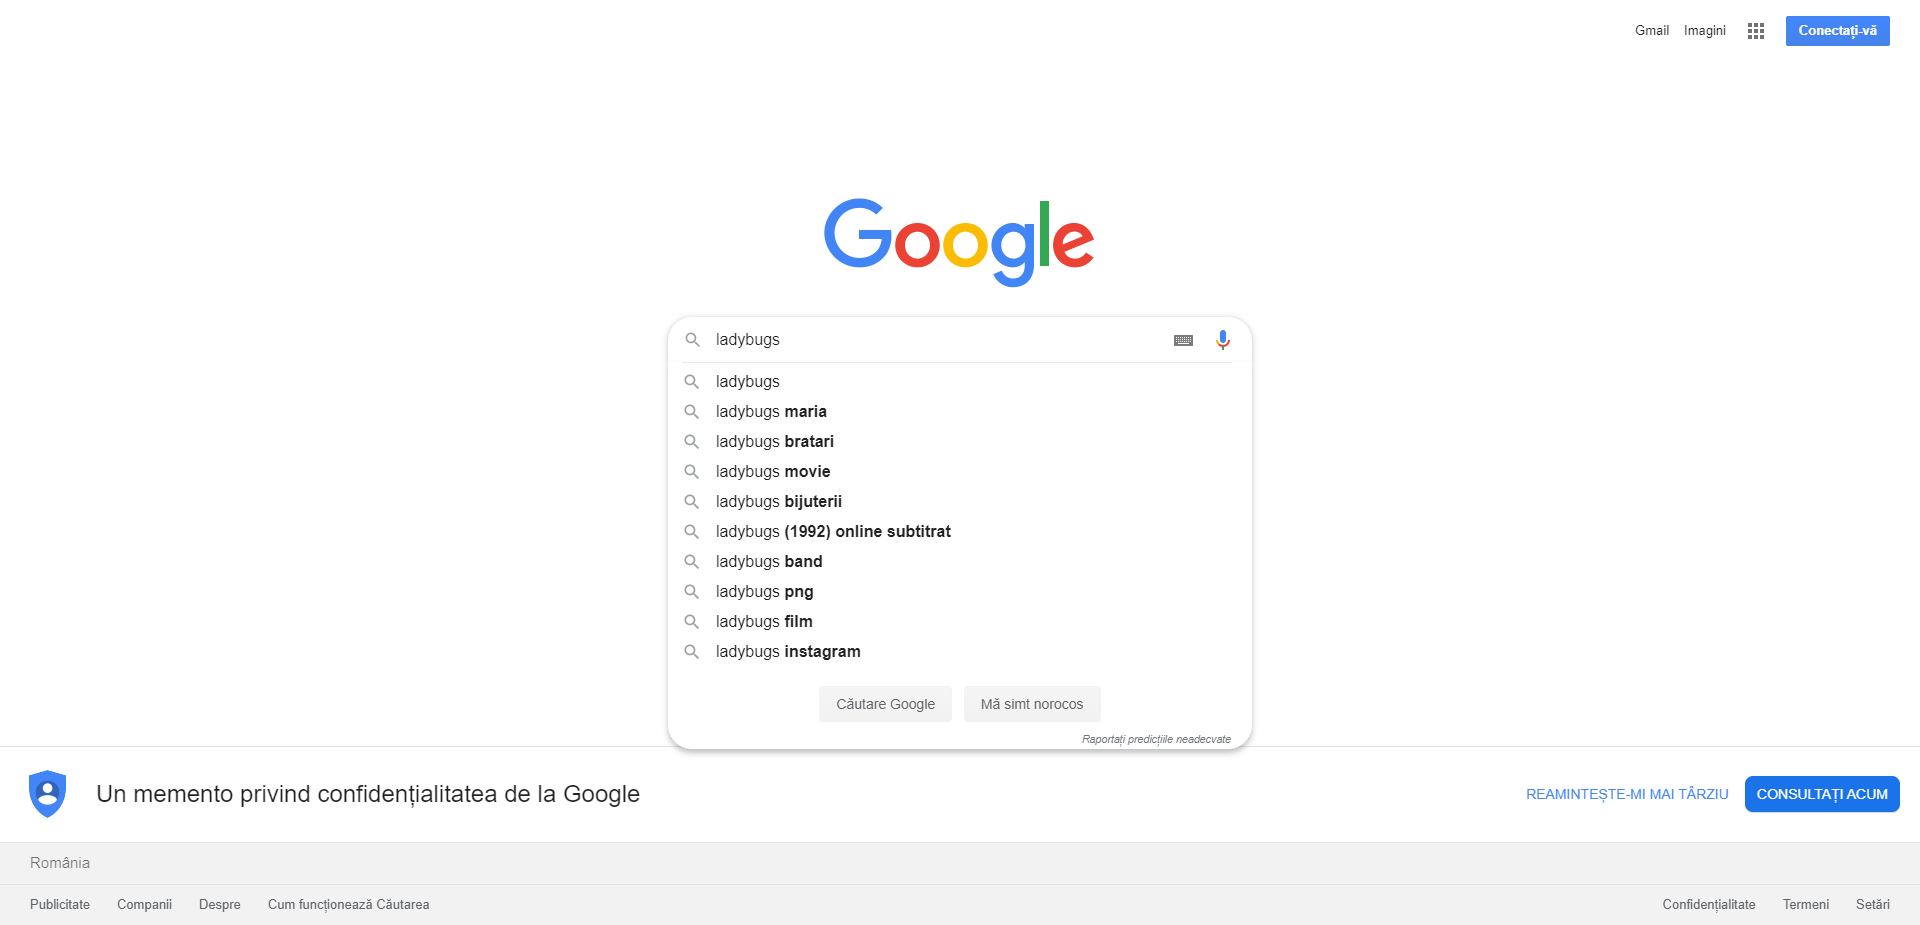 Gmail Imagini Conectați-vă
Google
ladybugs
ladybugs
ladybugs maria
ladybugs bratari
ladybugs movie
ladybugs bijuterii
ladybugs (1992) online subtitrat
ladybugs band
ladybugs png
ladybugs film
ladybugs instagram
Căutare Google Mă simt norocos
Raportați predicțiile neadecvate
Un memento privind confidențialitatea de la Google REAMINTEȘTE-MI MAI TÂRZIU CONSULTAȚI ACUM
România
Publicitate Companii Despre Cum funcționează Căutarea Confidențialitate Termeni Setări